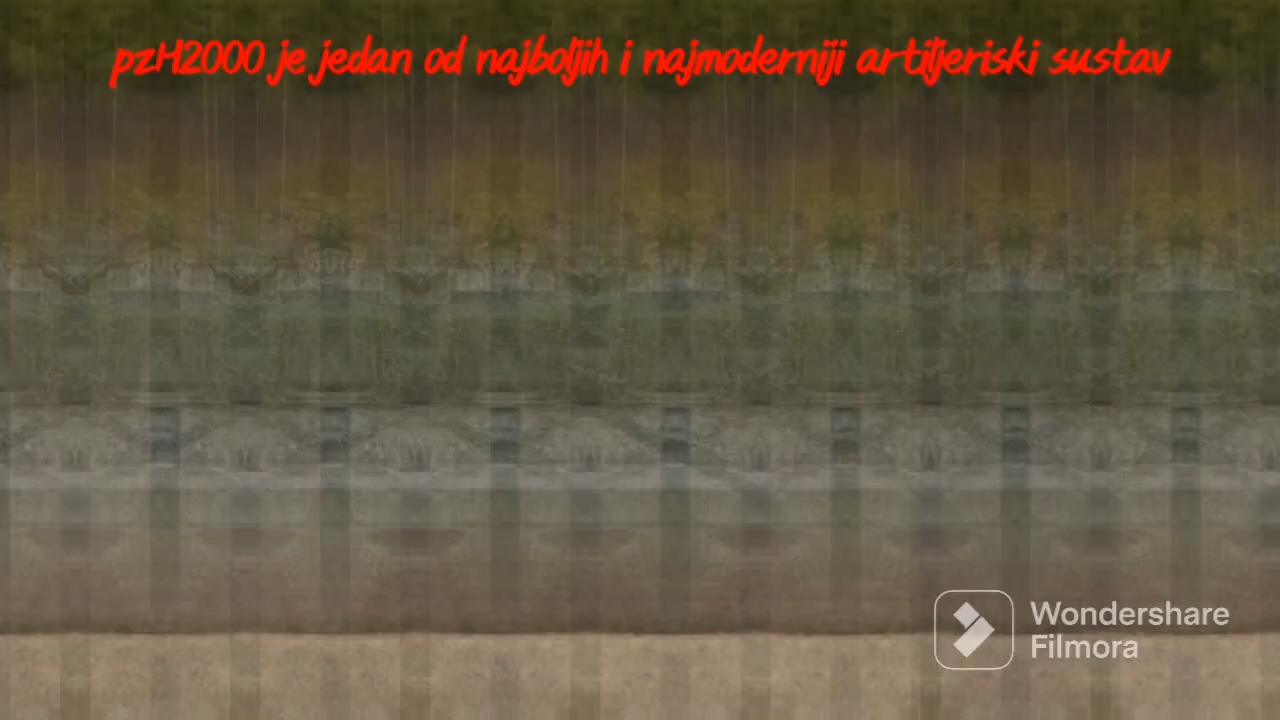 pzH2000 je jedan od najboljih i najmoderniji artiljeriski sustav
Wondershare
Filmora